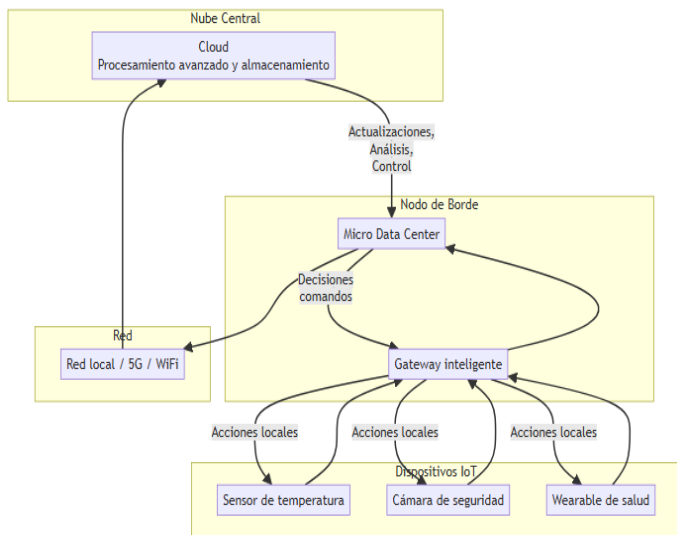 Nube Central
Cloud
Procesamiento avanzado y almacenamiento
Actualizaciones,
Análisis,
Control
Nodo de Borde
Micro Data Center
Decisiones
comandos
Red
Red local / 5G / WiFi
Gateway inteligente
Acciones locales
Acciones locales
Acciones locales
Dispositivos IoT
Sensor de temperatura
Cámara de seguridad
Wearable de salud